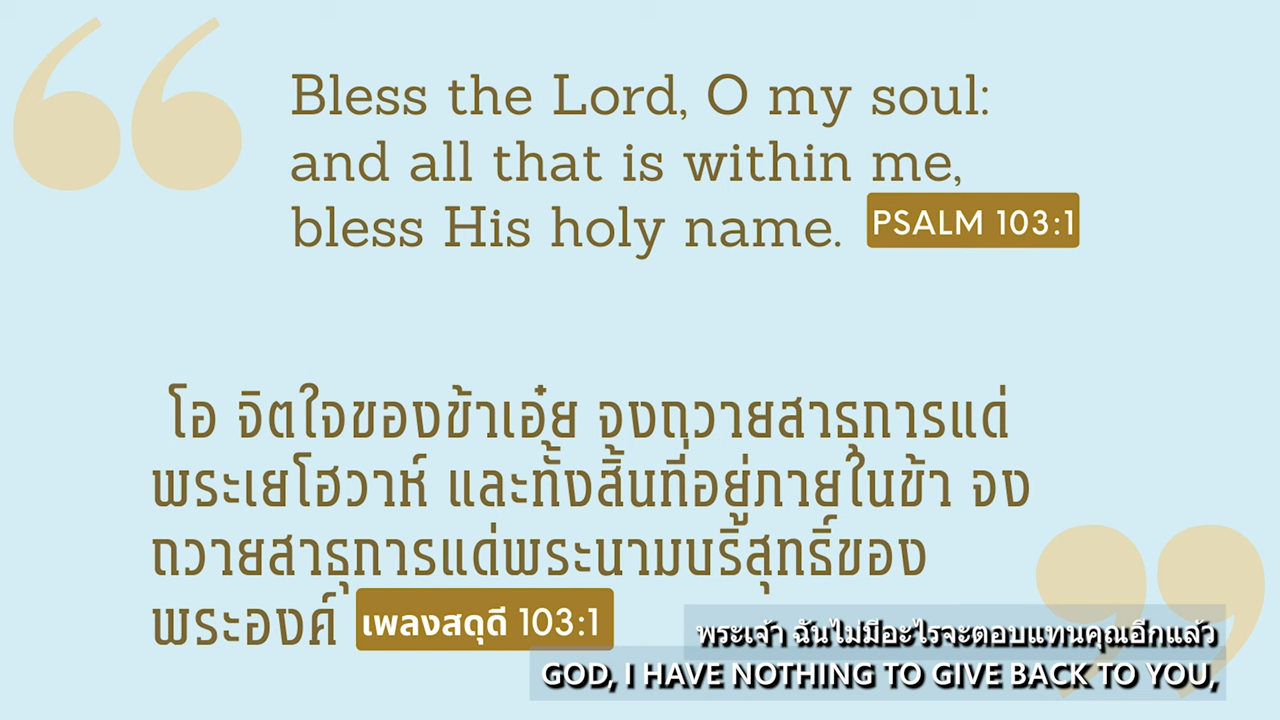 Bless the Lord, O my soul:
and all that is within me,
bless His holy name. PSALM 103:1
โอ จิตใจของข้าเอ๋ย จงถวายสาธุการแด่
พระเยโฮวาห์ และทั้งสิ้นที่อยู่ภายในข้า จง
ถวายสาธุการแด่พระนามบริสุทธิ์ของ
พระองค์ เพลงสดุดี 103:1
พระเจ้า ฉันไม่มีอะไรจะตอบแทนคุณอีกแล้ว
GOD, I HAVE NOTHING TO GIVE BACK TO YOU,